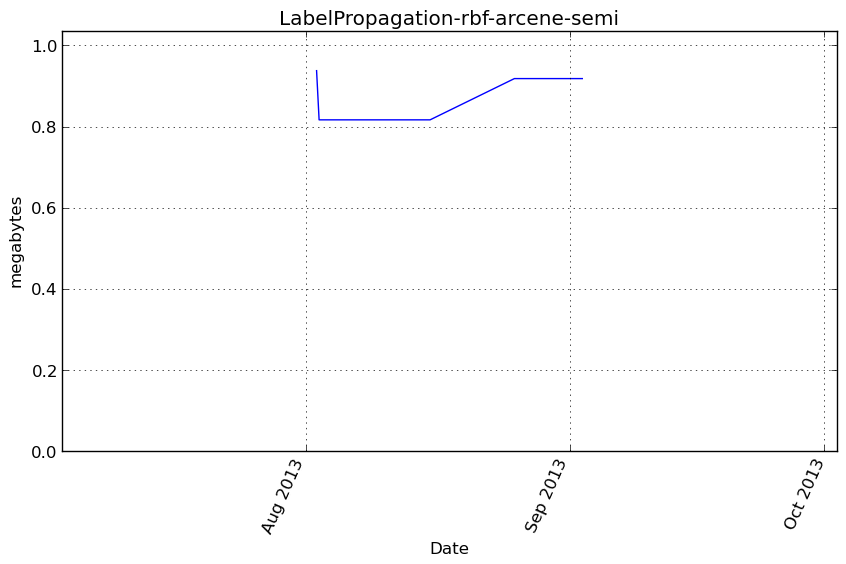 LabelPropagation-rbf-arcene-semi
1.0
0.8
0.6
0.4
0.2
0.0
megabytes
Aug 2013
Sep 2013
Oct 2013
Date